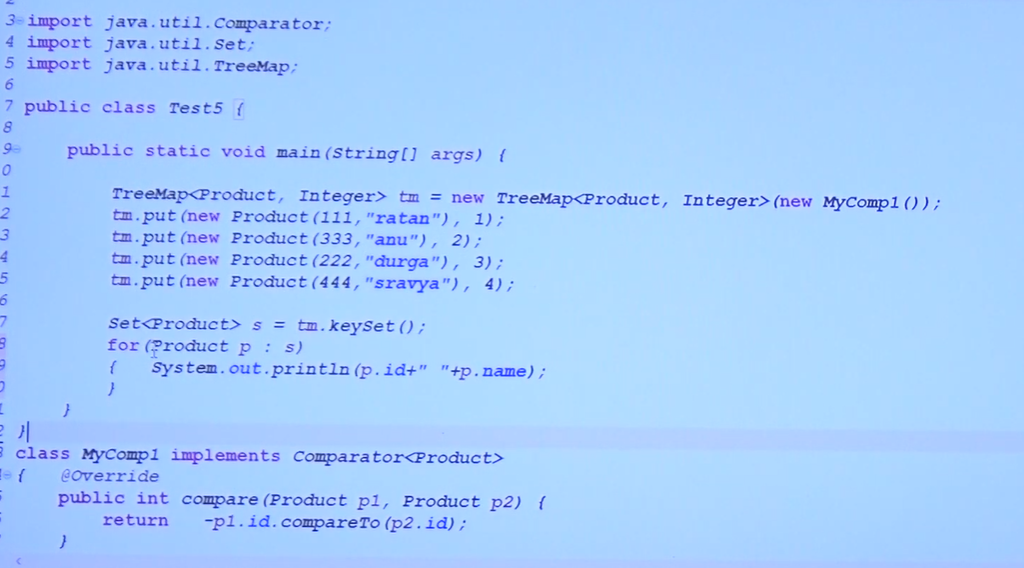 3 import java.util.Comparator;
4 import java.util.Set;
5 import java.util.TreeMap;
6
7 public class Test5 {
8
9 public static void main(String[] args) {
0
1 TreeMap<Product, Integer> tm = new TreeMap<Product, Integer>(new MyComp1());
2 tm.put(new Product(111,"ratan"), 1);
3 tm.put(new Product(333,"anu"), 2);
4 tm.put(new Product(222,"durga"), 3);
5 tm.put(new Product(444,"sravya"), 4);
6
7 Set<Product> s = tm.keySet();
8 for(Product p : s)
9 { System.out.println(p.id+" "+p.name);
0 }
1 }
2 }
3 class MyComp1 implements Comparator<Product>
4 { @Override
5 public int compare(Product p1, Product p2) {
6 return -p1.id.compareTo(p2.id);
7 }